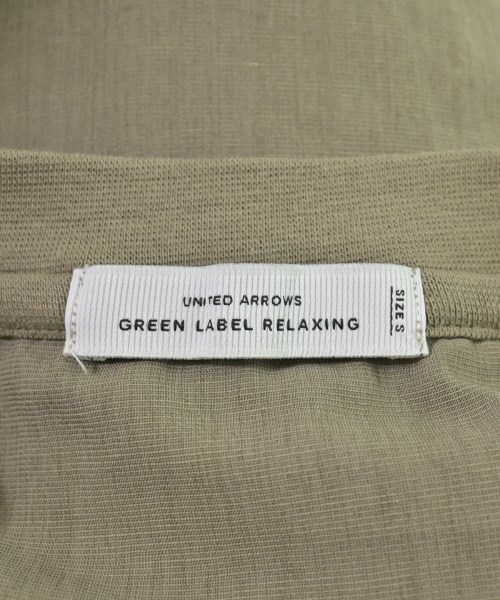 UNITED ARROWS
GREEN LABEL RELAXING
SIZE S